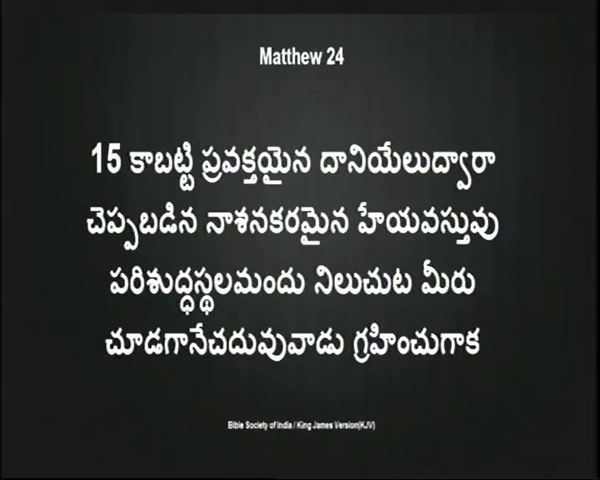 Matthew 24
15 కాబట్టి ప్రవక్తయైన దానియేలుద్వారా
చెప్పబడిన నాశనకరమైన హేయవస్తువు
పరిశుద్ధస్థలమందు నిలుచుట మీరు
చూడగానేచదువువాడు గ్రహించుగాక
Bible Society of India / King James Version(KJV)